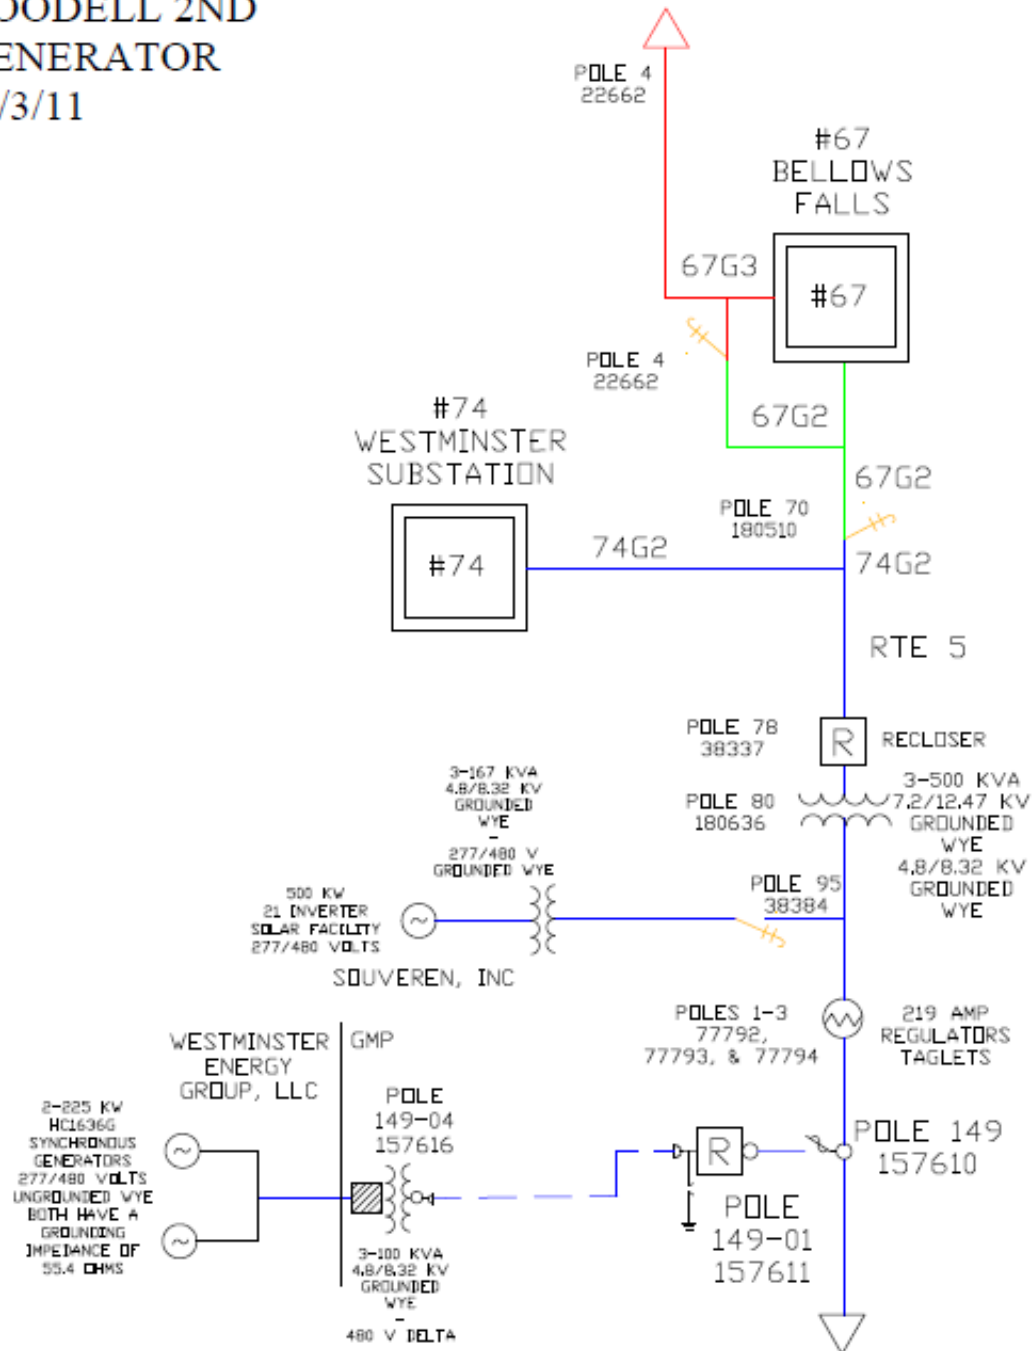 OODELL 2ND
ENERATOR
/3/11
POLE 4
22662
#67
BELLOWS
FALLS
67G3
#67
POLE 4
22662
67G2
#74
WESTMINSTER
SUBSTATION
67G2
POLE 70
180510
#74
74G2
74G2
RTE 5
POLE 78
38337
R
RECLOSER
3-167 KVA
4.8/8.32 KV
GROUNDED
WYE
-
277/480 V
GROUNDED WYE
POLE 80
180636
3-500 KVA
7.2/12.47 KV
GROUNDED
WYE
4.8/8.32 KV
GROUNDED
WYE
POLE 95
38384
500 KW
21 INVERTER
SOLAR FACILITY
277/480 VOLTS
SOUVEREN, INC
POLES 1-3
77792,
77793, & 77794
219 AMP
REGULATORS
TAGLETS
WESTMINSTER
ENERGY
GROUP, LLC
GMP
POLE
149-04
157616
2-225 KW
HC1636G
SYNCHRONOUS
GENERATORS
277/480 VOLTS
UNGROUNDED WYE
BOTH HAVE A
GROUNDING
IMPEDANCE OF
55.4 OHMS
R
POLE 149
157610
POLE
149-01
157611
3-100 KVA
4.8/8.32 KV
GROUNDED
WYE
-
480 V DELTA